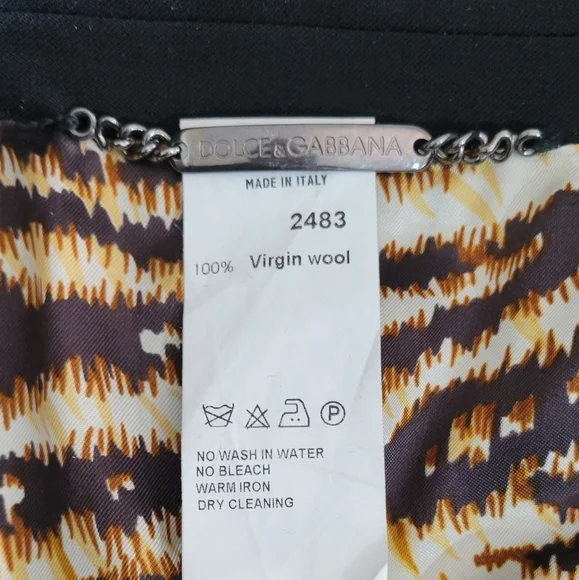 DOLCE&GABBANA
MADE IN ITALY
2483
100% Virgin wool
P
NO WASH IN WATER
NO BLEACH
WARM IRON
DRY CLEANING